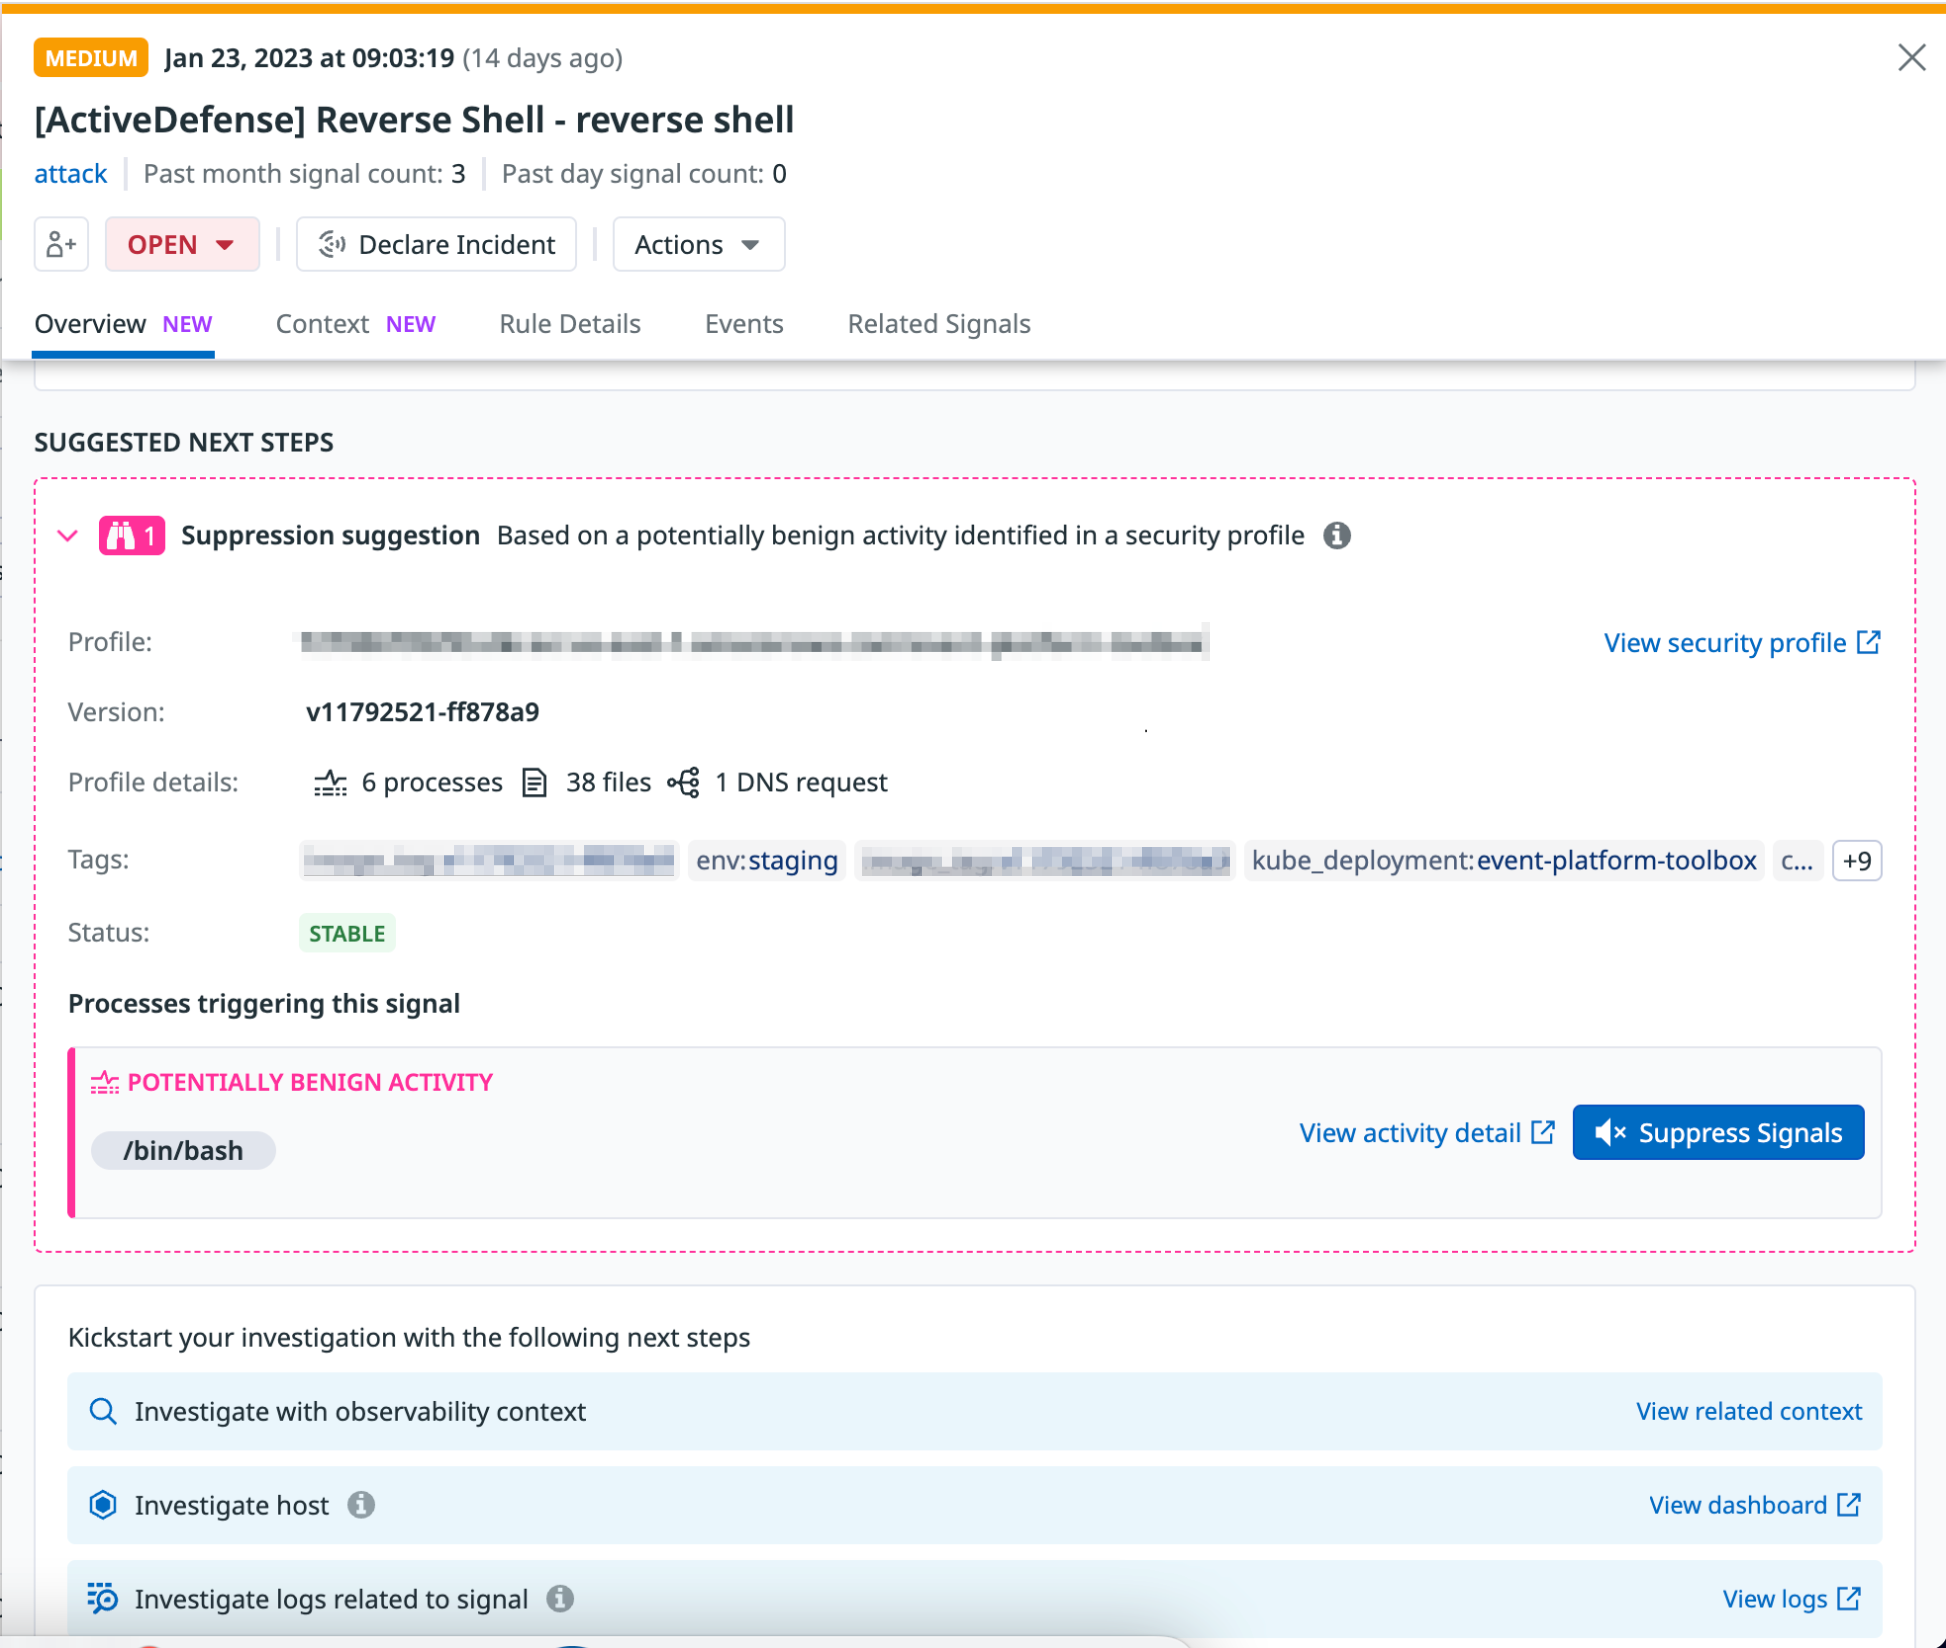 MEDIUM Jan 23, 2023 at 09:03:19 (14 days ago)
[ActiveDefense] Reverse Shell - reverse shell
attack Past month signal count: 3 Past day signal count: 0
OPEN Declare Incident Actions
Overview NEW Context NEW Rule Details Events Related Signals
SUGGESTED NEXT STEPS
1 Suppression suggestion Based on a potentially benign activity identified in a security profile
Profile: View security profile
Version: v11792521-ff878a9
Profile details: 6 processes 38 files 1 DNS request
Tags: env:staging kube_deployment:event-platform-toolbox c... +9
Status: STABLE
Processes triggering this signal
POTENTIALLY BENIGN ACTIVITY
/bin/bash View activity detail Suppress Signals
Kickstart your investigation with the following next steps
Investigate with observability context View related context
Investigate host View dashboard
Investigate logs related to signal View logs